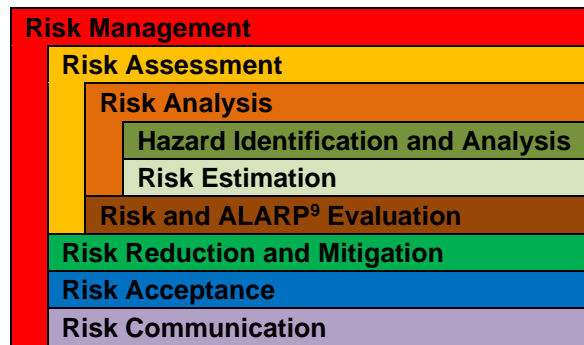 Risk Management
Risk Assessment
Risk Analysis
Hazard Identification and Analysis
Risk Estimation
Risk and ALARP⁹ Evaluation
Risk Reduction and Mitigation
Risk Acceptance
Risk Communication